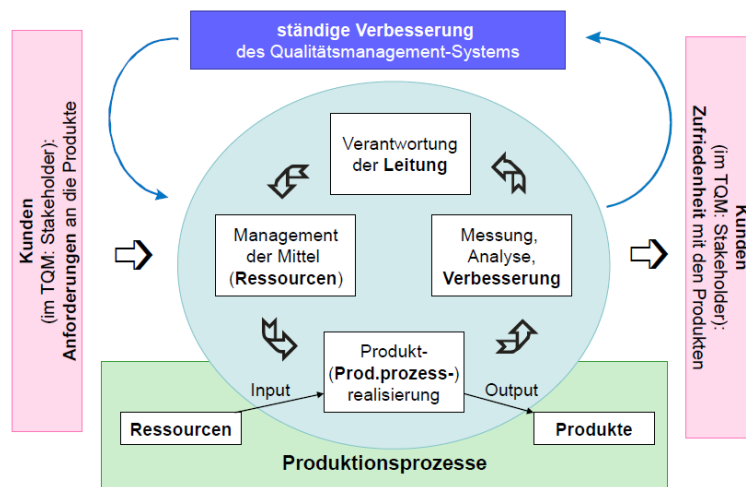 ständige Verbesserung
des Qualitätsmanagement-Systems
Kunden
(im TQM: Stakeholder):
Anforderungen an die Produkte
Verantwortung
der Leitung
Management
der Mittel
(Ressourcen)
Messung,
Analyse,
Verbesserung
Produkt-
(Prod.prozess-)
realisierung
Input
Output
Ressourcen
Produkte
Produktionsprozesse
Kunden
(im TQM: Stakeholder):
Zufriedenheit mit den Produkten